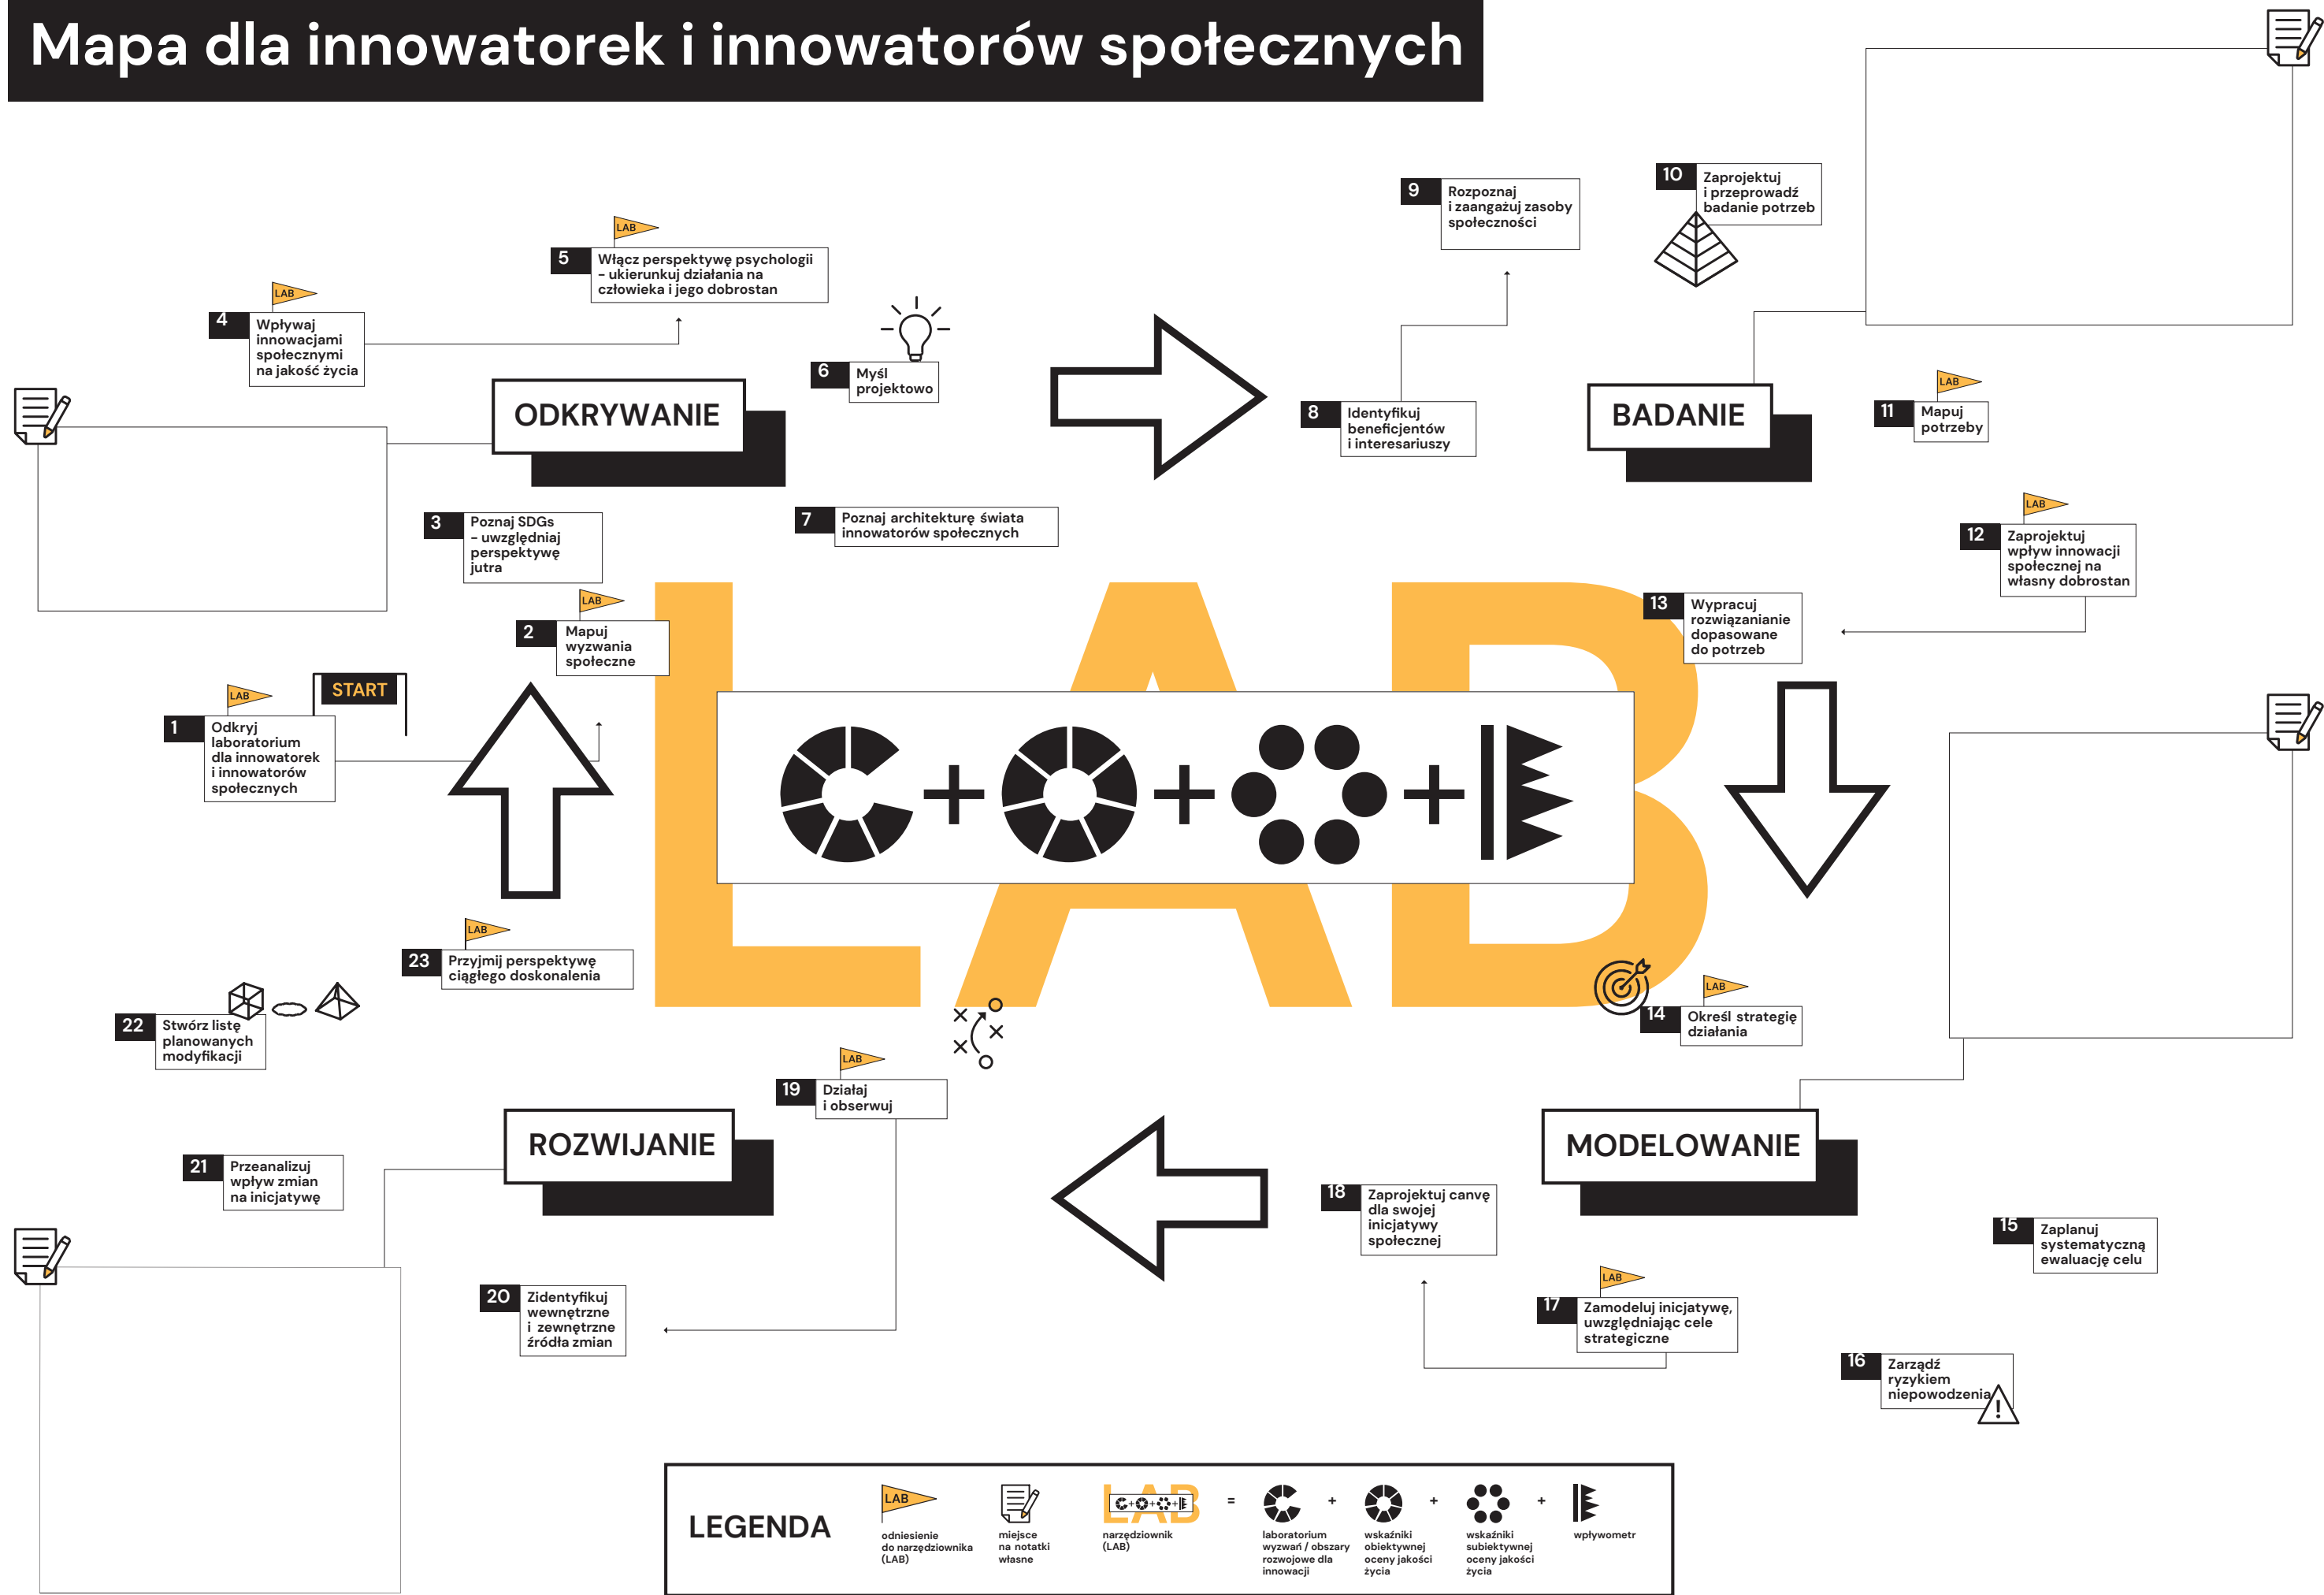 Mapa dla innowatorek i innowatorów społecznych
START
LAB
1
Odkryj
laboratorium
dla innowatorek
i innowatorów
społecznych
LAB
2
Mapuj
wyzwania
społeczne
3
Poznaj SDGs
– uwzględniaj
perspektywę
jutra
LAB
4
Wpływaj
innowacjami
społecznymi
na jakość życia
LAB
5
Włącz perspektywę psychologii
– ukierunkuj działania na
człowieka i jego dobrostan
6
Myśl
projektowo
ODKRYWANIE
7
Poznaj architekturę świata
innowatorów społecznych
8
Identyfikuj
beneficjentów
i interesariuszy
9
Rozpoznaj
i zaangażuj zasoby
społeczności
10
Zaprojektuj
i przeprowadź
badanie potrzeb
BADANIE
LAB
11
Mapuj
potrzeby
LAB
12
Zaprojektuj
wpływ innowacji
społecznej na
własny dobrostan
13
Wypracuj
rozwiązanianie
dopasowane
do potrzeb
LAB
+ + +
LAB
14
Określ strategię
działania
MODELOWANIE
15
Zaplanuj
systematyczną
ewaluację celu
16
Zarządź
ryzykiem
niepowodzenia
!
LAB
17
Zamodeluj inicjatywę,
uwzględniając cele
strategiczne
18
Zaprojektuj canvę
dla swojej
inicjatywy
społecznej
LAB
19
Działaj
i obserwuj
ROZWIJANIE
20
Zidentyfikuj
wewnętrzne
i zewnętrzne
źródła zmian
21
Przeanalizuj
wpływ zmian
na inicjatywę
22
Stwórz listę
planowanych
modyfikacji
LAB
23
Przyjmij perspektywę
ciągłego doskonalenia
LEGENDA
LAB
odniesienie
do narzędziownika
(LAB)
miejsce
na notatki
własne
LAB
+ + +
narzędziownik
(LAB)
=
laboratorium
wyzwań / obszary
rozwojowe dla
innowacji
+
wskaźniki
obiektywnej
oceny jakości
życia
+
wskaźniki
subiektywnej
oceny jakości
życia
+
wpływometr